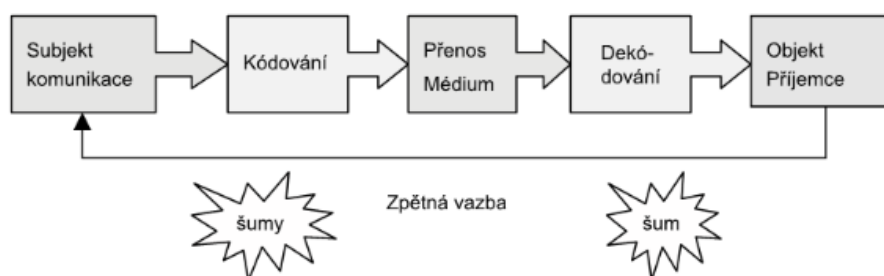 Subjekt
komunikace
Kódování
Přenos
Médium
Dekó-
dování
Objekt
Příjemce
Zpětná vazba
šumy
šum